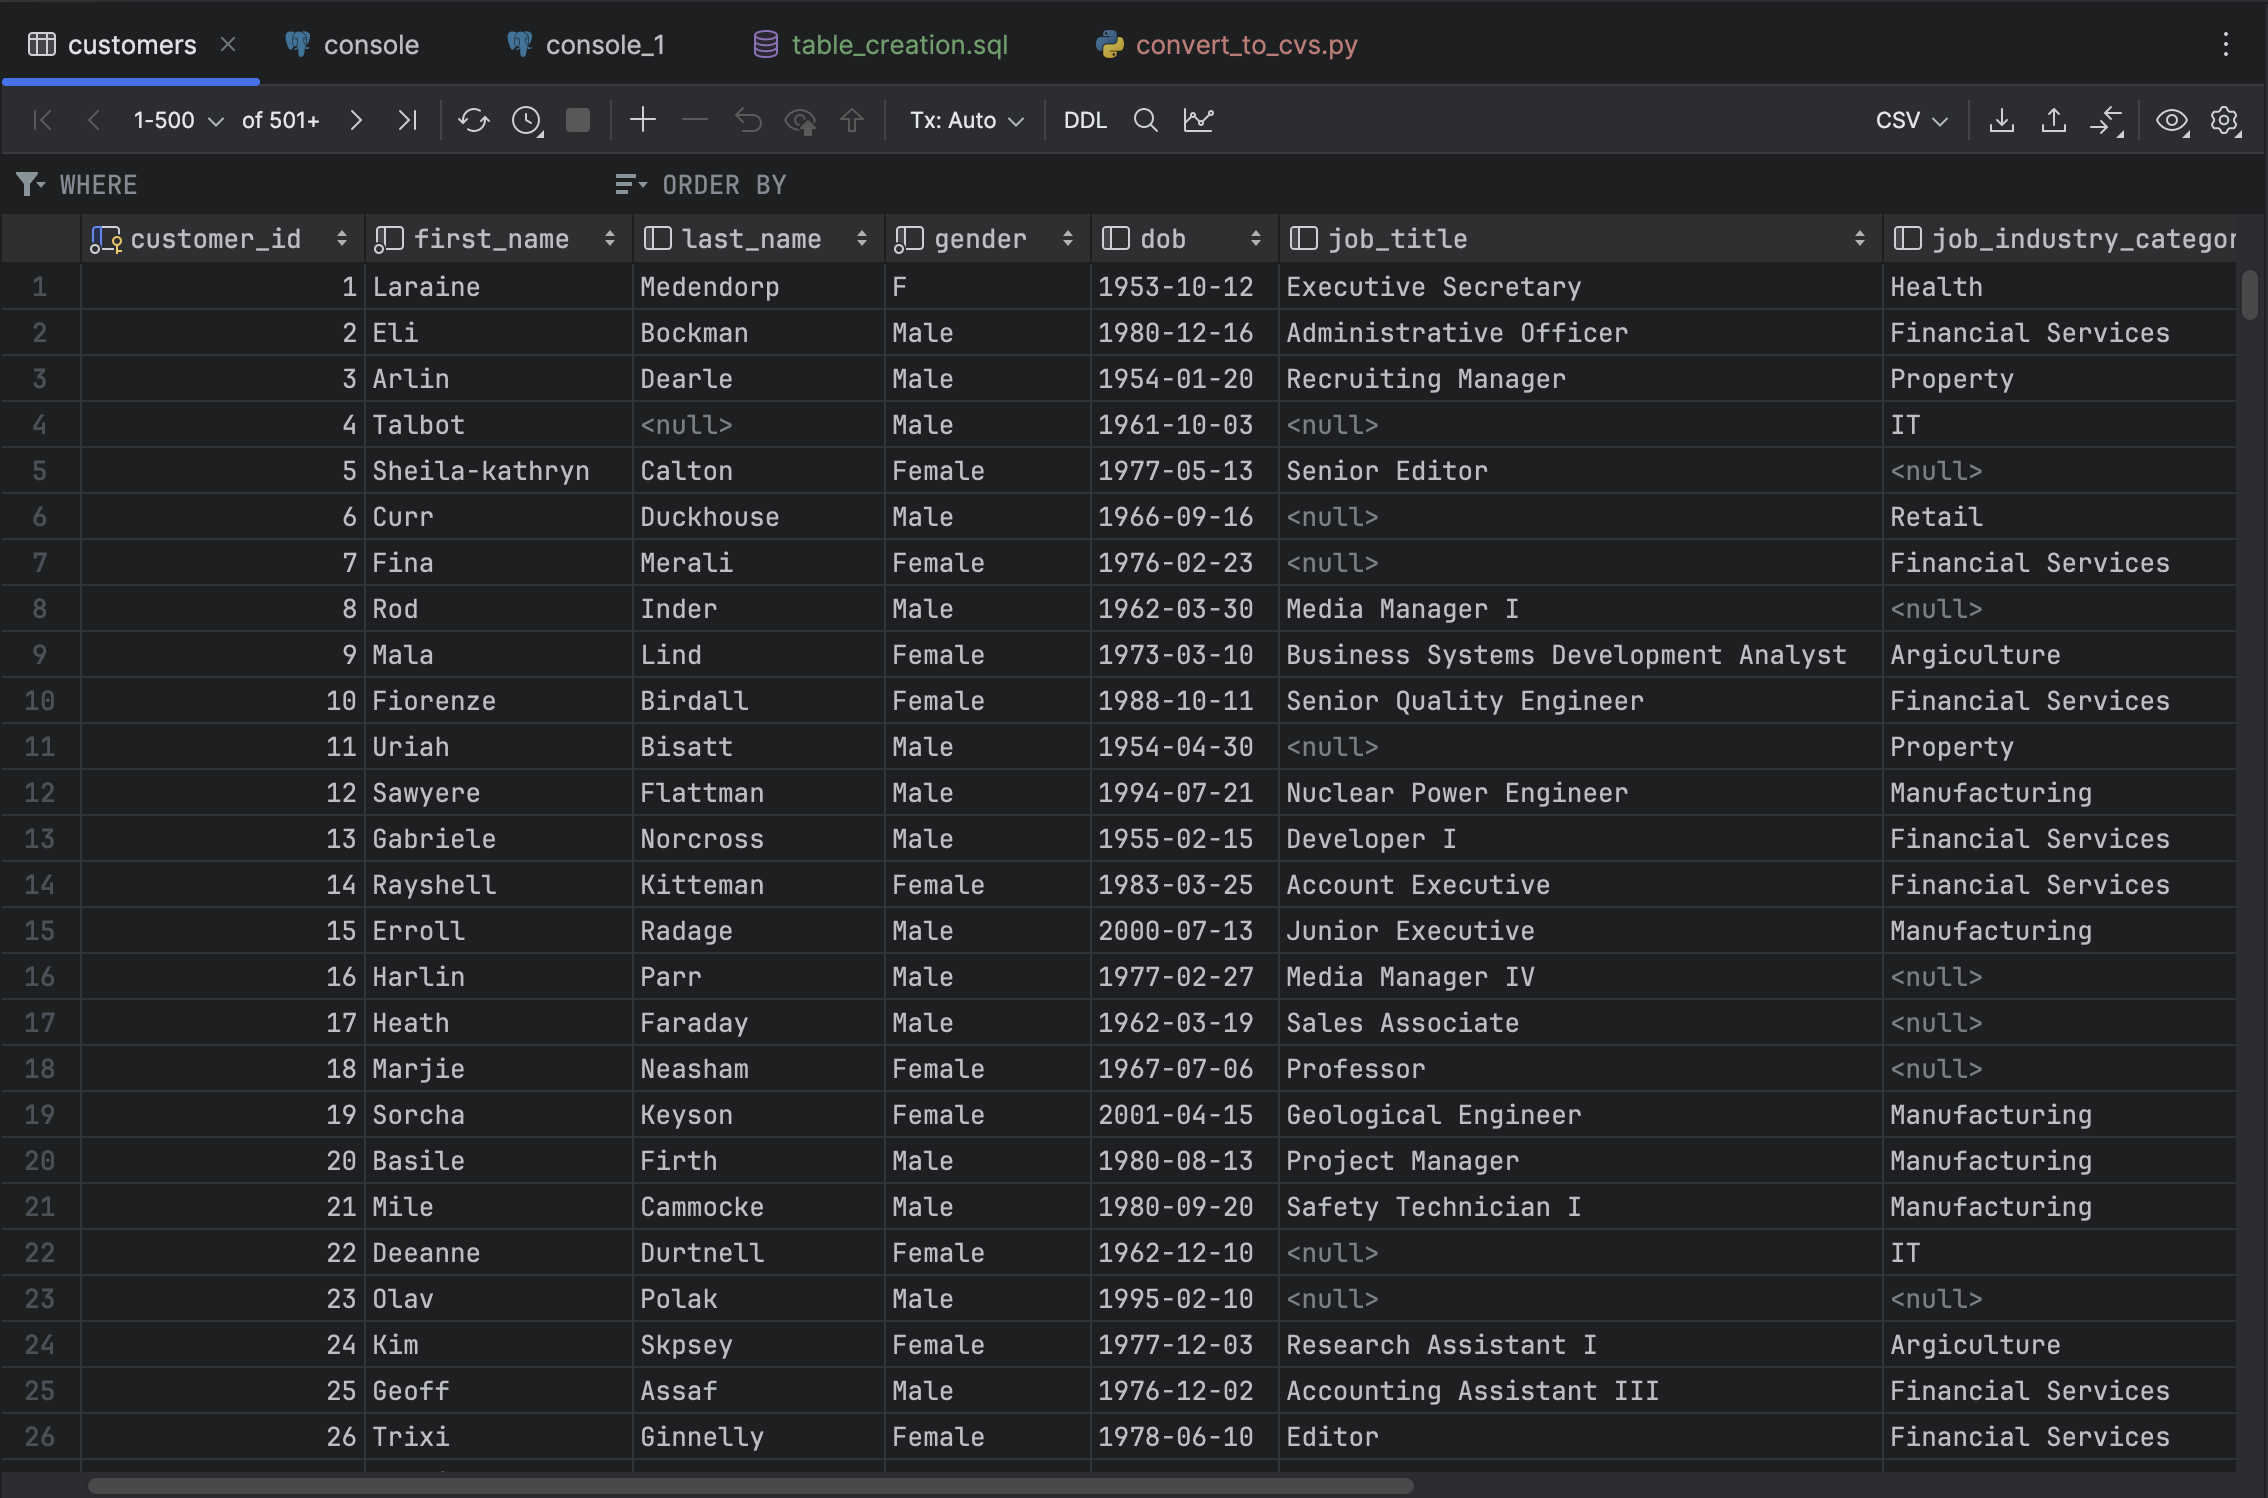 customers console console_1 table_creation.sql convert_to_cvs.py
1-500 of 501+ Tx: Auto DDL CSV
WHERE ORDER BY
customer_id first_name last_name gender dob job_title job_industry_categor
1 1 Laraine Medendorp F 1953-10-12 Executive Secretary Health
2 2 Eli Bockman Male 1980-12-16 Administrative Officer Financial Services
3 3 Arlin Dearle Male 1954-01-20 Recruiting Manager Property
4 4 Talbot <null> Male 1961-10-03 <null> IT
5 5 Sheila-kathryn Calton Female 1977-05-13 Senior Editor <null>
6 6 Curr Duckhouse Male 1966-09-16 <null> Retail
7 7 Fina Merali Female 1976-02-23 <null> Financial Services
8 8 Rod Inder Male 1962-03-30 Media Manager I <null>
9 9 Mala Lind Female 1973-03-10 Business Systems Development Analyst Argiculture
10 10 Fiorenze Birdall Female 1988-10-11 Senior Quality Engineer Financial Services
11 11 Uriah Bisatt Male 1954-04-30 <null> Property
12 12 Sawyere Flattman Male 1994-07-21 Nuclear Power Engineer Manufacturing
13 13 Gabriele Norcross Male 1955-02-15 Developer I Financial Services
14 14 Rayshell Kitteman Female 1983-03-25 Account Executive Financial Services
15 15 Erroll Radage Male 2000-07-13 Junior Executive Manufacturing
16 16 Harlin Parr Male 1977-02-27 Media Manager IV <null>
17 17 Heath Faraday Male 1962-03-19 Sales Associate <null>
18 18 Marjie Neasham Female 1967-07-06 Professor <null>
19 19 Sorcha Keyson Female 2001-04-15 Geological Engineer Manufacturing
20 20 Basile Firth Male 1980-08-13 Project Manager Manufacturing
21 21 Mile Cammocke Male 1980-09-20 Safety Technician I Manufacturing
22 22 Deeanne Durtnell Female 1962-12-10 <null> IT
23 23 Olav Polak Male 1995-02-10 <null> <null>
24 24 Kim Skpsey Female 1977-12-03 Research Assistant I Argiculture
25 25 Geoff Assaf Male 1976-12-02 Accounting Assistant III Financial Services
26 26 Trixi Ginnelly Female 1978-06-10 Editor Financial Services